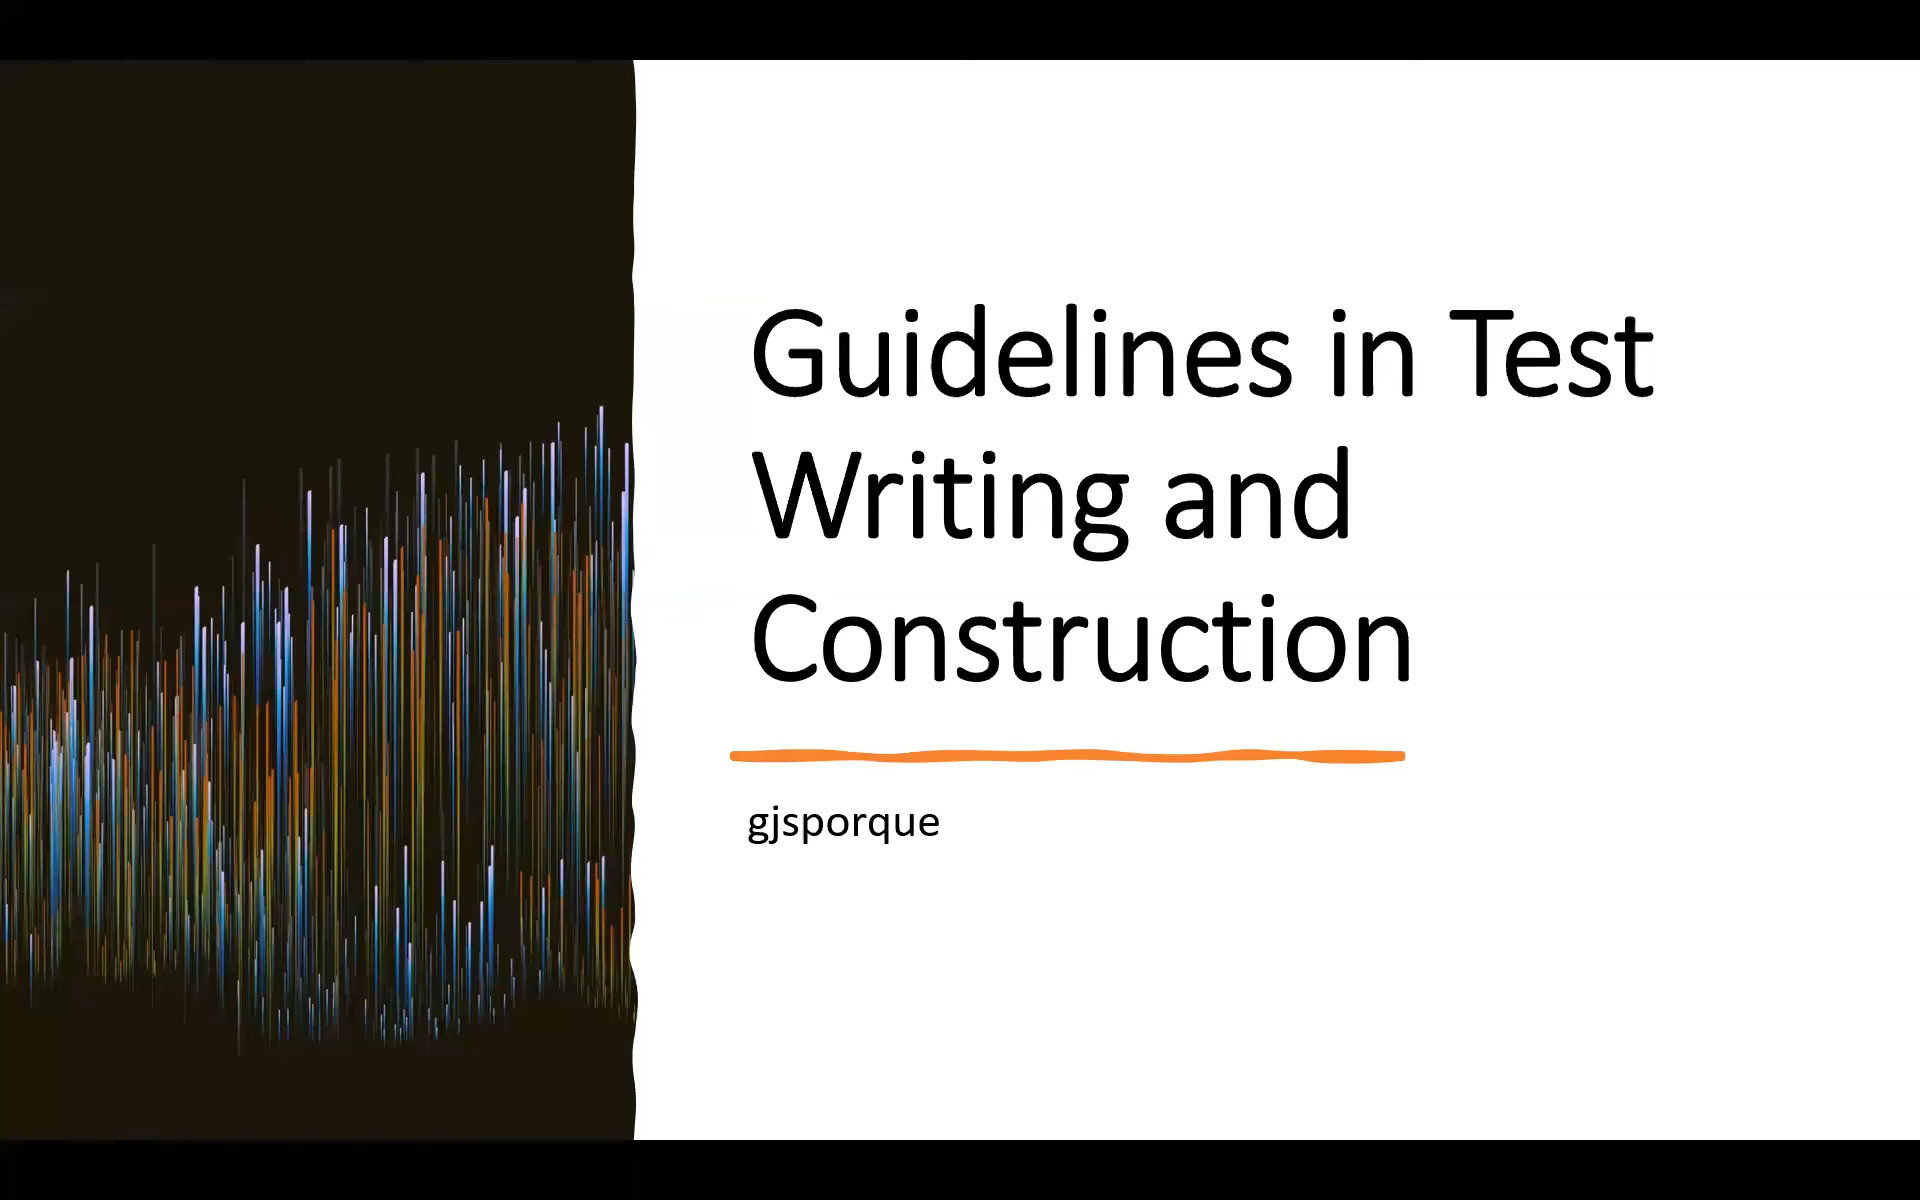 Guidelines in Test
Writing and
Construction
gjsporque